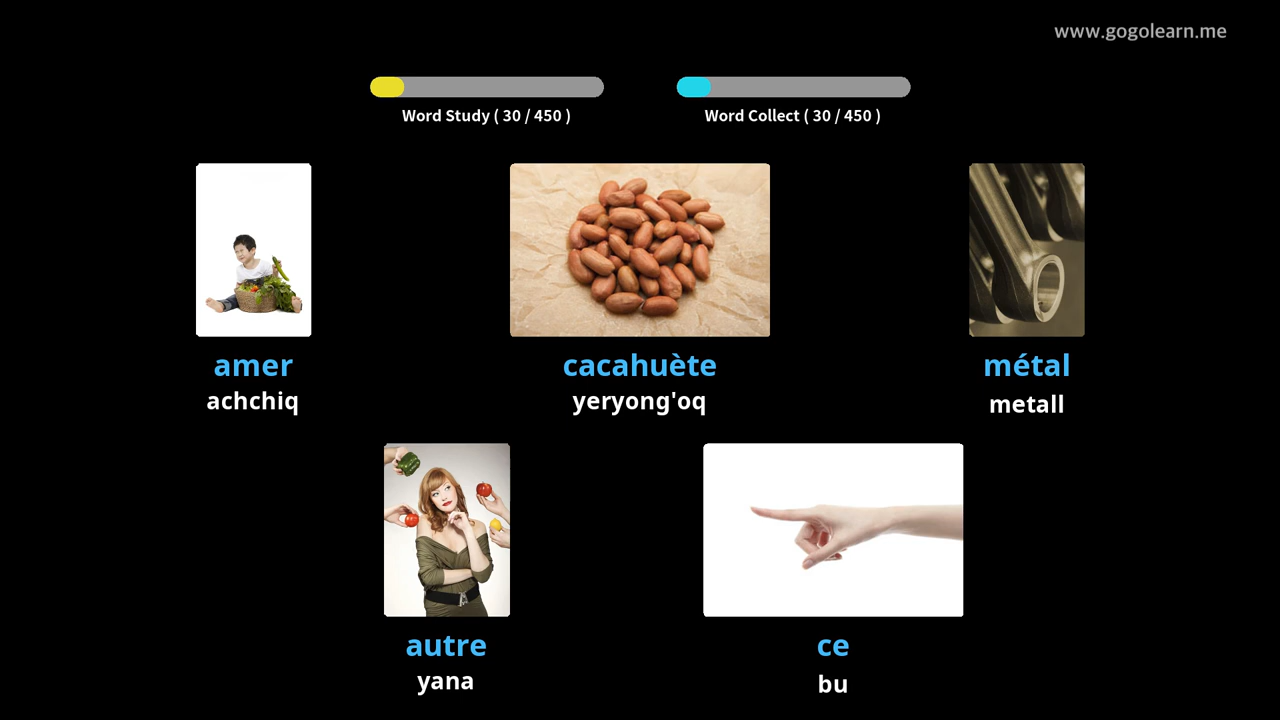 www.gogolearn.me
Word Study ( 30 / 450 )
Word Collect ( 30 / 450 )
amer
achchiq
cacahuète
yeryong'oq
métal
metall
autre
yana
ce
bu